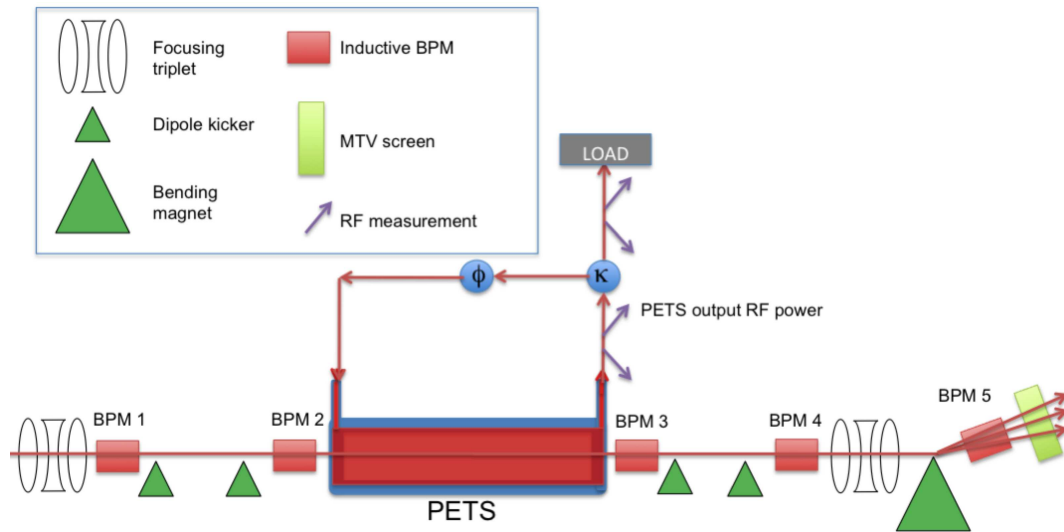 Focusing
triplet
Inductive BPM
Dipole kicker
MTV screen
Bending
magnet
RF measurement
LOAD
ϕ
κ
PETS output RF power
BPM 1
BPM 2
BPM 3
BPM 4
BPM 5
PETS